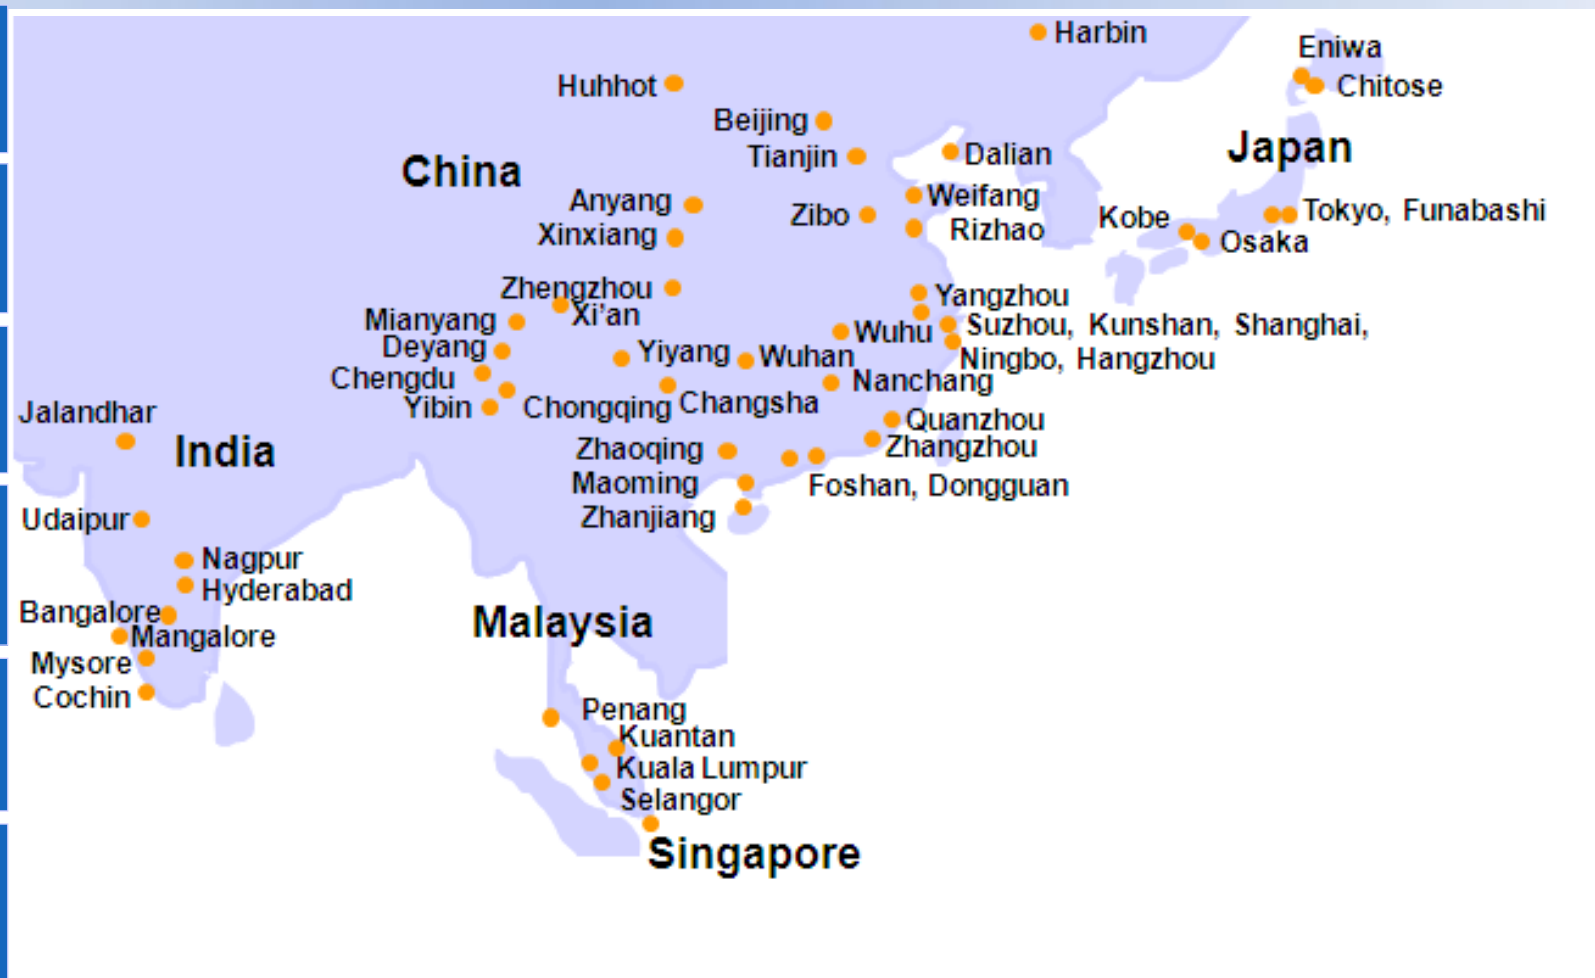 Harbin
Eniwa
Huhhot
Chitose
Beijing
Japan
Tianjin
Dalian
China
Anyang
Weifang
Zibo
Kobe
Tokyo, Funabashi
Xinxiang
Rizhao
Osaka
Zhengzhou
Yangzhou
Xi'an
Mianyang
Suzhou, Kunshan, Shanghai,
Wuhu
Deyang
Yiyang
Wuhan
Ningbo, Hangzhou
Chengdu
Nanchang
Yibin
Chongqing
Changsha
Jalandhar
Quanzhou
India
Zhaoqing
Zhangzhou
Maoming
Foshan, Dongguan
Udaipur
Zhanjiang
Nagpur
Hyderabad
Bangalore
Malaysia
Mangalore
Mysore
Cochin
Penang
Kuantan
Kuala Lumpur
Selangor
Singapore